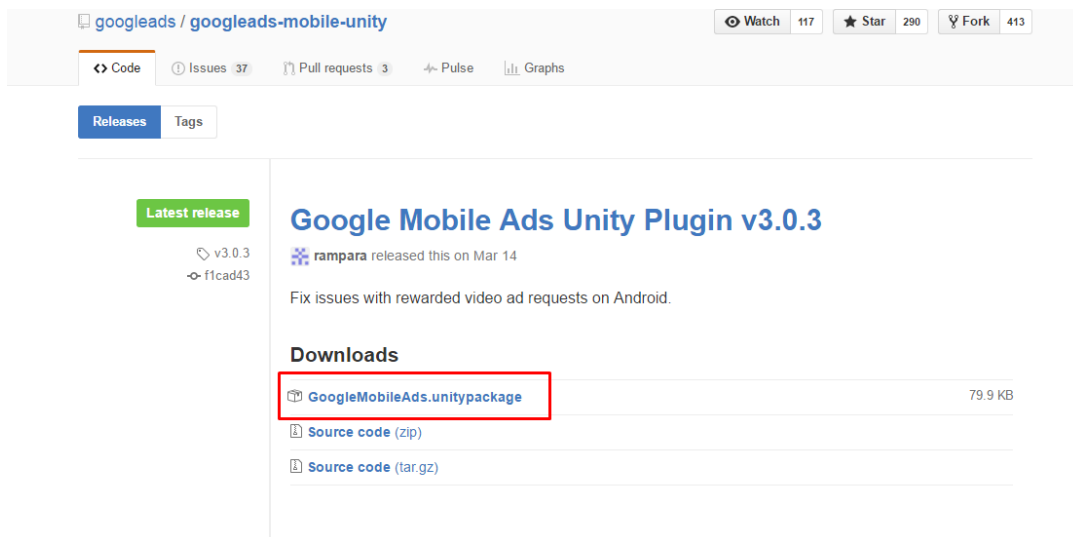 googleads / googleads-mobile-unity
Watch 117 Star 290 Fork 413
Code Issues 37 Pull requests 3 Pulse Graphs
Releases Tags
Latest release
v3.0.3
f1cad43
Google Mobile Ads Unity Plugin v3.0.3
rampara released this on Mar 14
Fix issues with rewarded video ad requests on Android.
Downloads
GoogleMobileAds.unitypackage 79.9 KB
Source code (zip)
Source code (tar.gz)